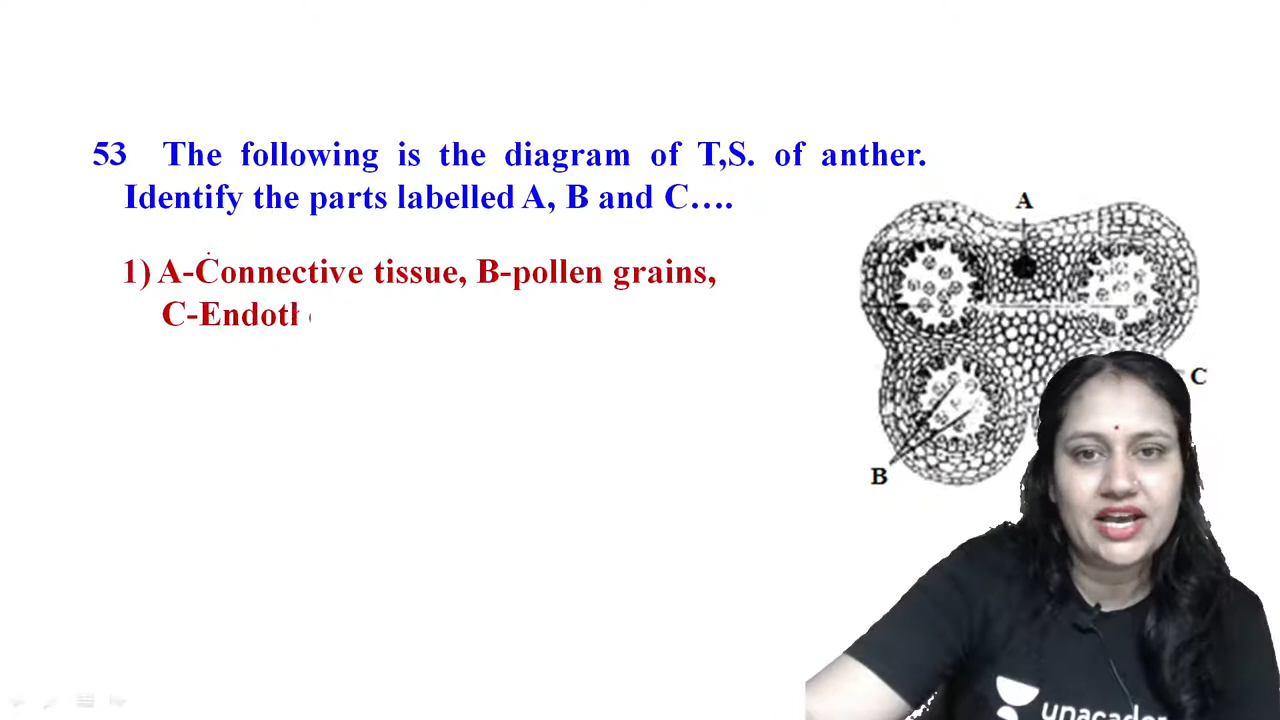 53 The following is the diagram of T,S. of anther.
Identify the parts labelled A, B and C….
1) A-Connective tissue, B-pollen grains,
A
C
B
unacader